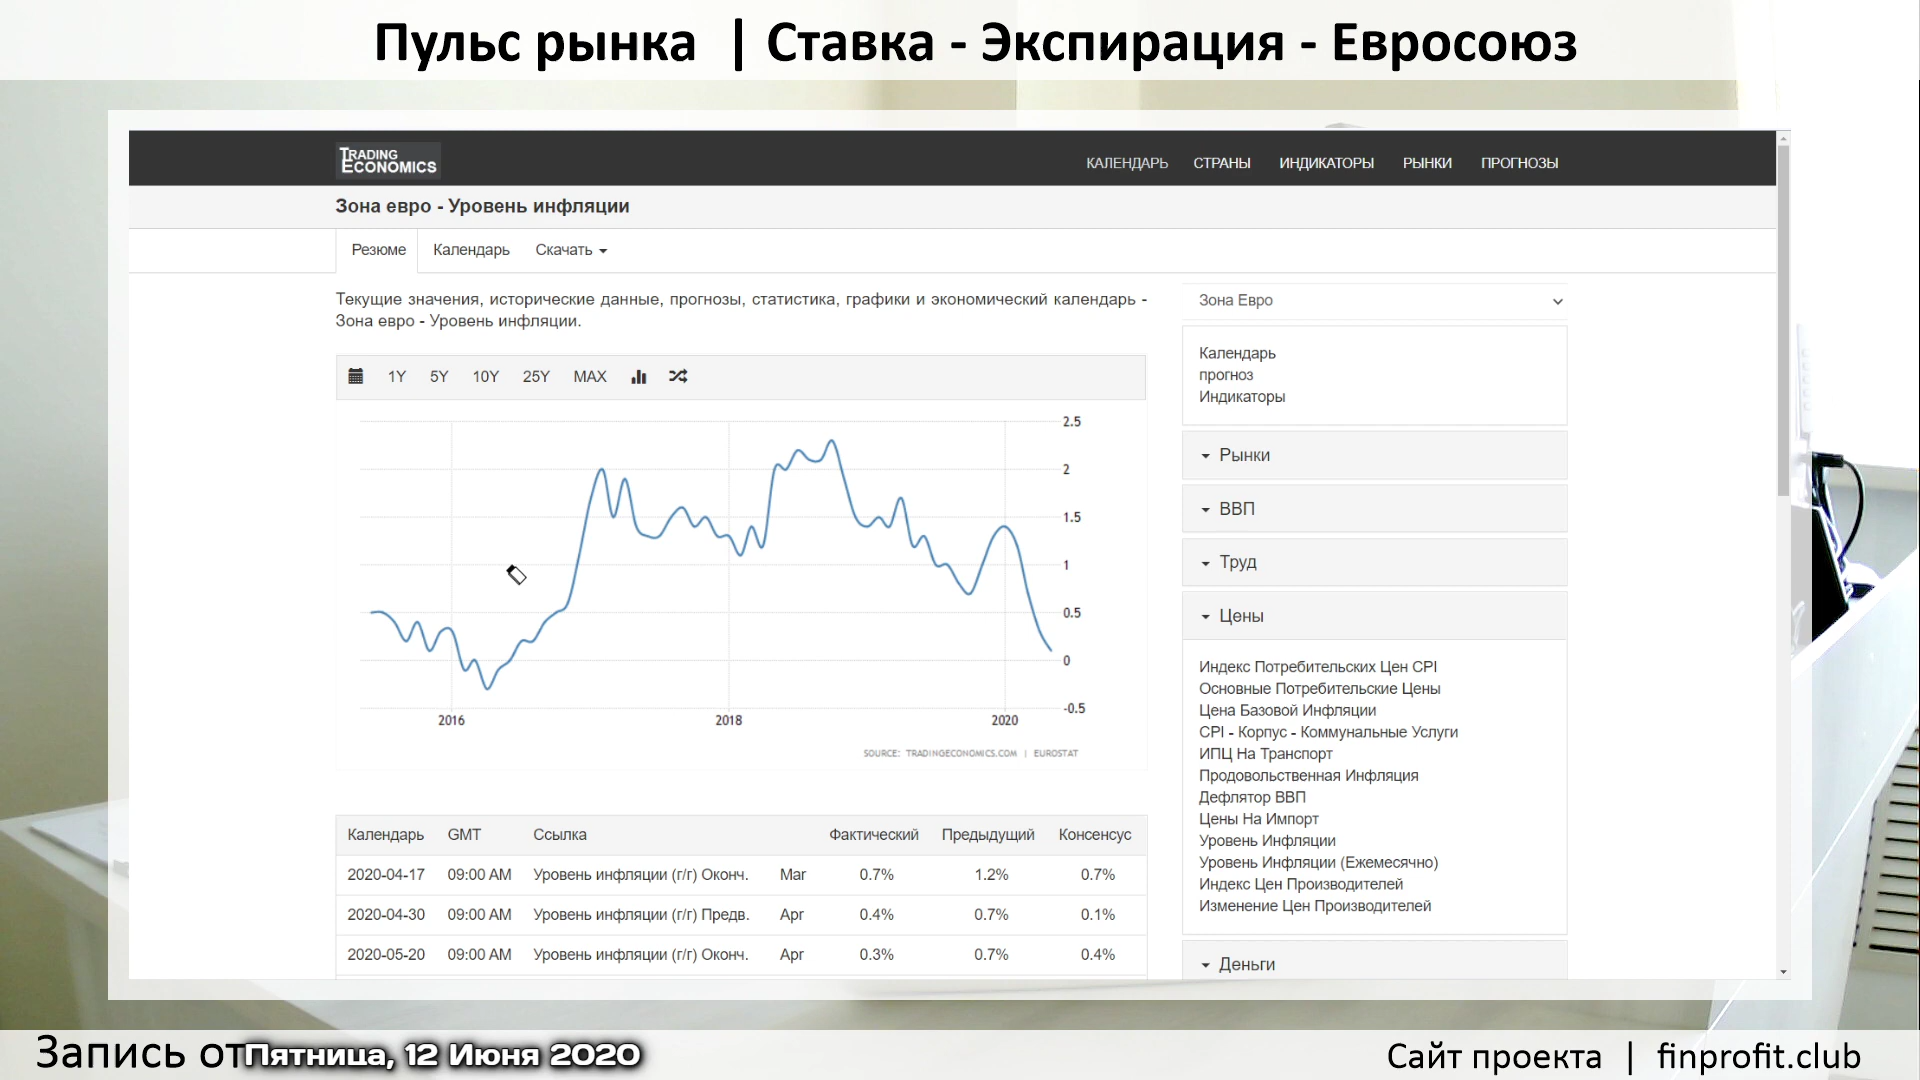 Пульс рынка | Ставка - Экспирация - Евросоюз
TRADING ECONOMICS
КАЛЕНДАРЬ СТРАНЫ ИНДИКАТОРЫ РЫНКИ ПРОГНОЗЫ
Зона евро - Уровень инфляции
Резюме Календарь Скачать
Текущие значения, исторические данные, прогнозы, статистика, графики и экономический календарь -
Зона евро - Уровень инфляции.
1Y 5Y 10Y 25Y MAX
2.5
2
1.5
1
0.5
0
-0.5
2016 2018 2020
SOURCE: TRADINGECONOMICS.COM | EUROSTAT
Календарь GMT Ссылка Фактический Предыдущий Консенсус
2020-04-17 09:00 AM Уровень инфляции (г/г) Оконч. Mar 0.7% 1.2% 0.7%
2020-04-30 09:00 AM Уровень инфляции (г/г) Предв. Apr 0.4% 0.7% 0.1%
2020-05-20 09:00 AM Уровень инфляции (г/г) Оконч. Apr 0.3% 0.7% 0.4%
Зона Евро
Календарь
прогноз
Индикаторы
Рынки
ВВП
Труд
Цены
Индекс Потребительских Цен CPI
Основные Потребительские Цены
Цена Базовой Инфляции
CPI - Корпус - Коммунальные Услуги
ИПЦ На Транспорт
Продовольственная Инфляция
Дефлятор ВВП
Цены На Импорт
Уровень Инфляции
Уровень Инфляции (Ежемесячно)
Индекс Цен Производителей
Изменение Цен Производителей
Деньги
Запись от Пятница, 12 Июня 2020
Сайт проекта | finprofit.club